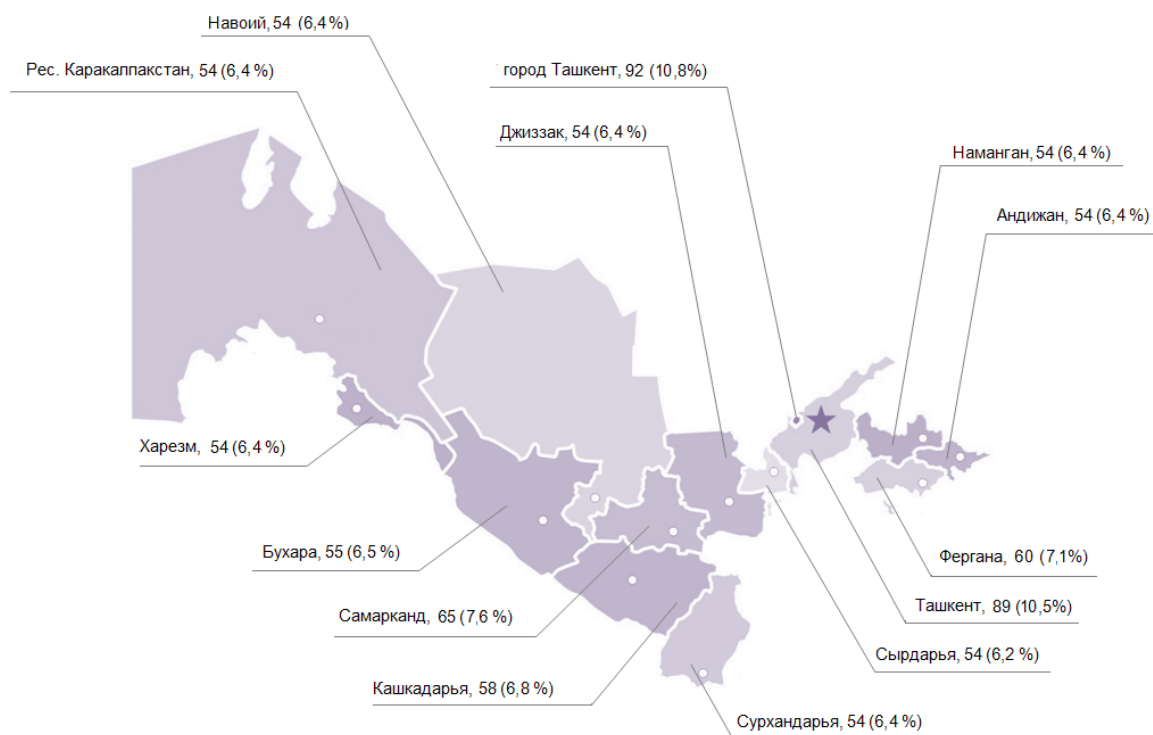 Навоий, 54 (6,4 %)
Рес. Каракалпакстан, 54 (6,4 %)
город Ташкент, 92 (10,8%)
Джиззак, 54 (6,4 %)
Наманган, 54 (6,4 %)
Андижан, 54 (6,4%)
Харезм, 54 (6,4 %)
Бухара, 55 (6,5 %)
Фергана, 60 (7,1%)
Самарканд, 65 (7,6 %)
Ташкент, 89 (10,5%)
Сырдарья, 54 (6,2 %)
Кашкадарья, 58 (6,8 %)
Сурхандарья, 54 (6,4 %)